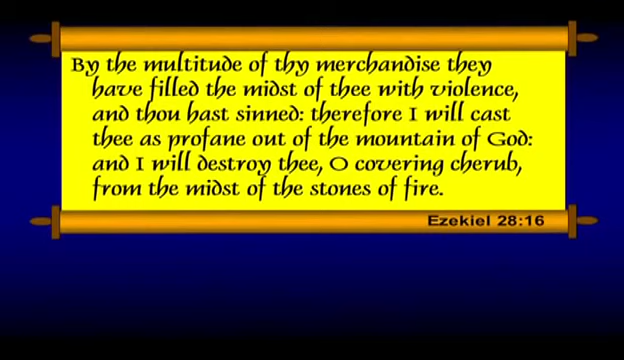 By the multitude of thy merchandise they
have filled the midst of thee with violence,
and thou hast sinned: therefore I will cast
thee as profane out of the mountain of God:
and I will destroy thee, O covering cherub,
from the midst of the stones of fire.
Ezekiel 28:16